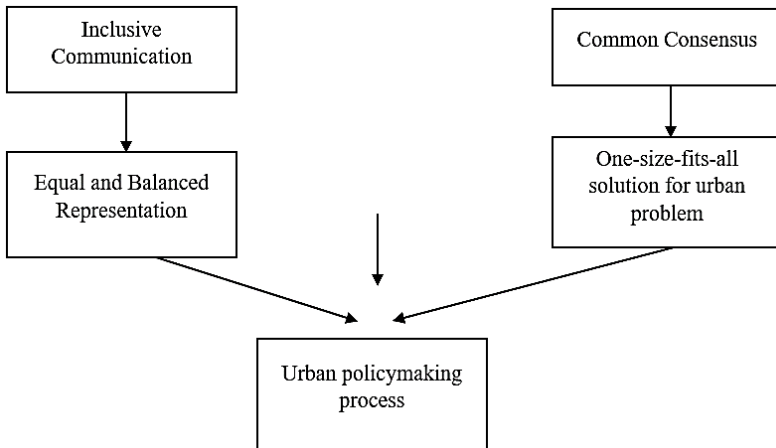 Inclusive
Communication
Common Consensus
Equal and Balanced
Representation
One-size-fits-all
solution for urban
problem
Urban policymaking
process